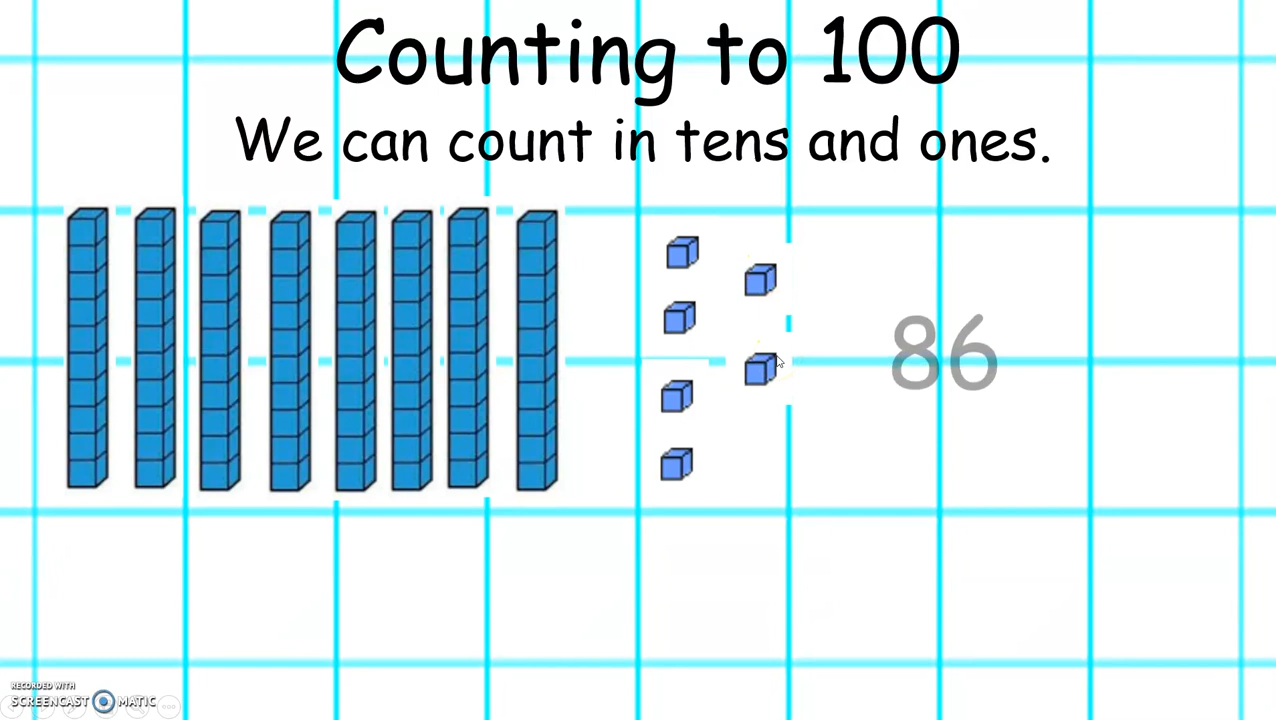 Counting to 100
We can count in tens and ones.
86
RECORDED WITH
SCREENCAST MATIC